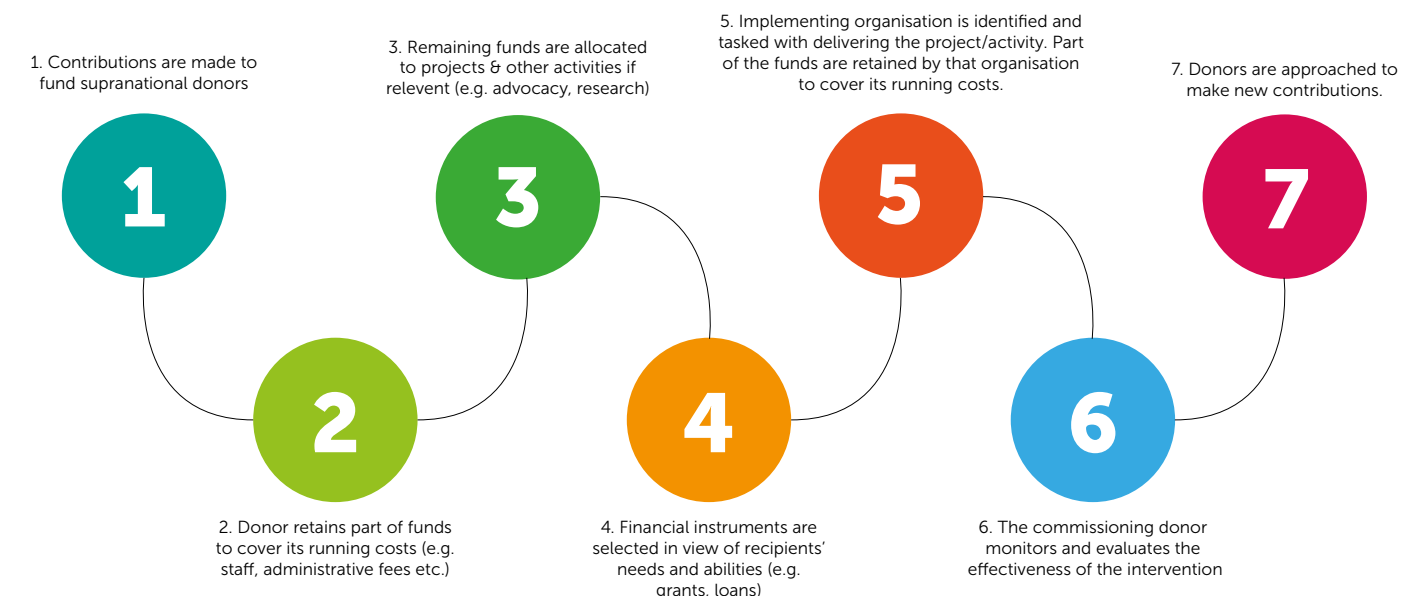 1. Contributions are made to
fund supranational donors
1
2
2. Donor retains part of funds
to cover its running costs (e.g.
staff, administrative fees etc.)
3. Remaining funds are allocated
to projects & other activities if
relevent (e.g. advocacy, research)
3
4
4. Financial instruments are
selected in view of recipients’
needs and abilities (e.g.
grants, loans)
5. Implementing organisation is identified and
tasked with delivering the project/activity. Part
of the funds are retained by that organisation
to cover its running costs.
5
6
6. The commissioning donor
monitors and evaluates the
effectiveness of the intervention
7. Donors are approached to
make new contributions.
7